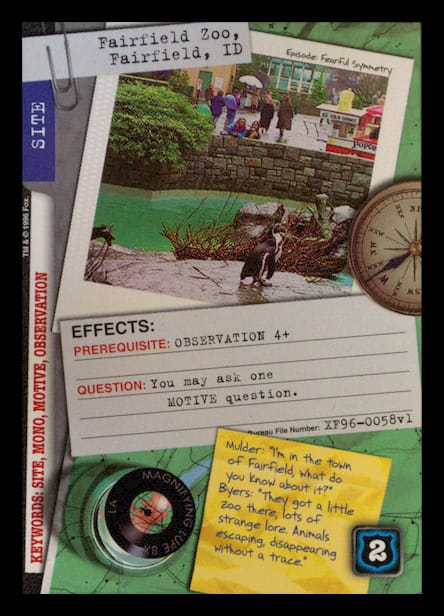 Fairfield Zoo,
Fairfield, ID
Episode: Fearful Symmetry
SITE
TM & © 1996 Fox.
KEYWORDS: SITE, MONO, MOTIVE, OBSERVATION
EFFECTS:
PREREQUISITE: OBSERVATION 4+
QUESTION: You may ask one
MOTIVE question.
Bureau File Number: XF96-0058v1
MAGNIFYING LUPE
8X
Mulder: "I'm in the town
of Fairfield, what do
you know about it?"
Byers: "They got a little
zoo there, lots of
strange lore. Animals
escaping, disappearing
without a trace."
2